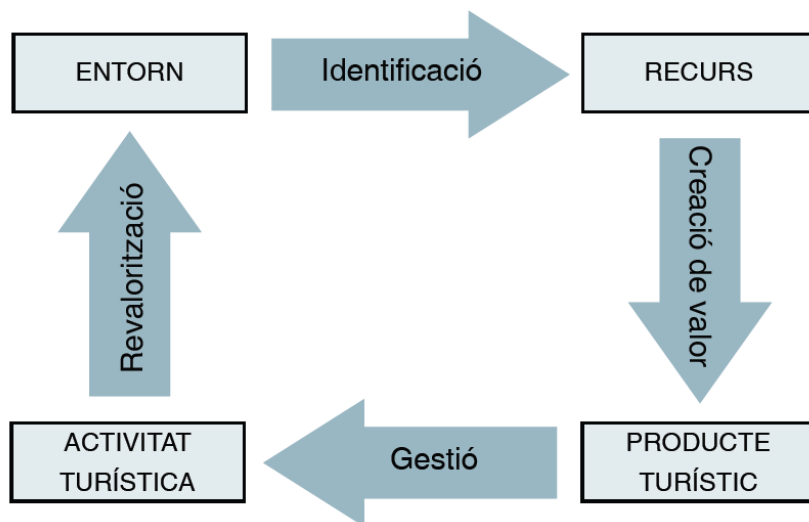 ENTORN
Identificació
RECURS
Creació de valor
PRODUCTE
TURÍSTIC
Gestió
ACTIVITAT
TURÍSTICA
Revalorització